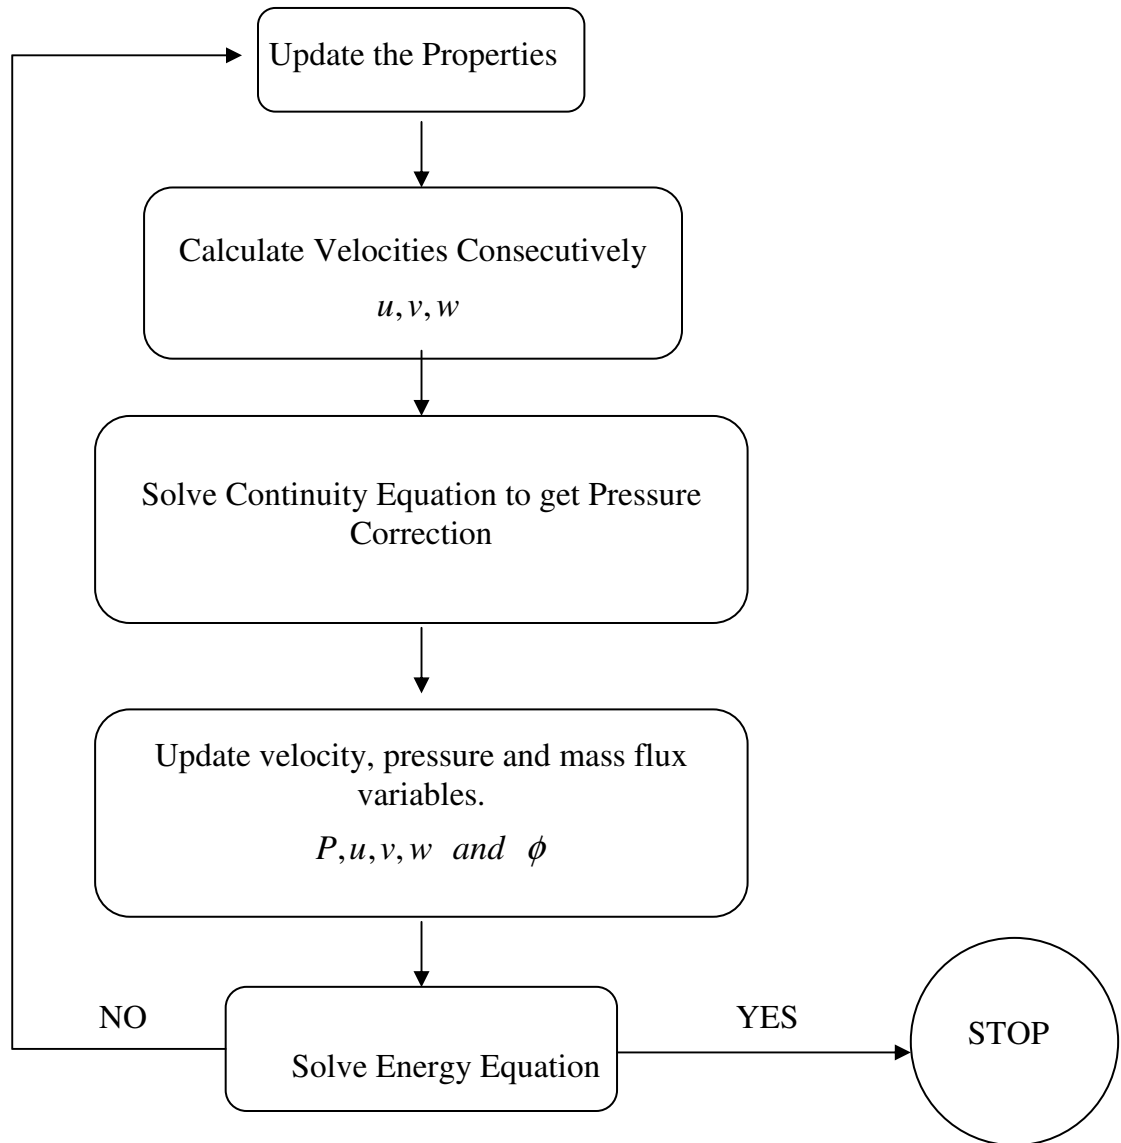 Update the Properties
Calculate Velocities Consecutively
u, v, w
Solve Continuity Equation to get Pressure
Correction
Update velocity, pressure and mass flux
variables.
P, u, v, w and ϕ
NO
YES
STOP
Solve Energy Equation